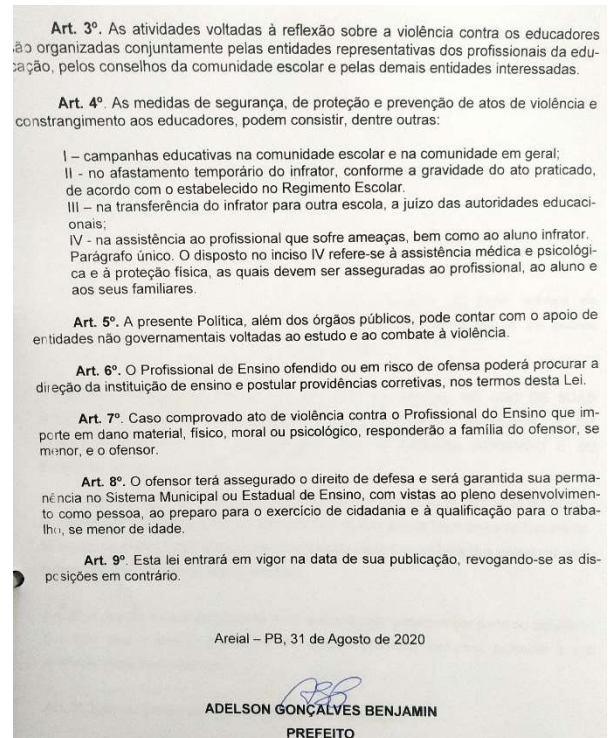 Art. 3º. As atividades voltadas à reflexão sobre a violência contra os educadores
ão organizadas conjuntamente pelas entidades representativas dos profissionais da edu-
cação, pelos conselhos da comunidade escolar e pelas demais entidades interessadas.
Art. 4º. As medidas de segurança, de proteção e prevenção de atos de violência e
constrangimento aos educadores, podem consistir, dentre outras:
I – campanhas educativas na comunidade escolar e na comunidade em geral;
II - no afastamento temporário do infrator, conforme a gravidade do ato praticado,
de acordo com o estabelecido no Regimento Escolar.
III – na transferência do infrator para outra escola, a juízo das autoridades educaci-
onais;
IV - na assistência ao profissional que sofre ameaças, bem como ao aluno infrator.
Parágrafo único. O disposto no inciso IV refere-se à assistência médica e psicológi-
ca e à proteção física, as quais devem ser asseguradas ao profissional, ao aluno e
aos seus familiares.
Art. 5º. A presente Política, além dos órgãos públicos, pode contar com o apoio de
entidades não governamentais voltadas ao estudo e ao combate à violência.
Art. 6º. O Profissional de Ensino ofendido ou em risco de ofensa poderá procurar a
direção da instituição de ensino e postular providências corretivas, nos termos desta Lei.
Art. 7º. Caso comprovado ato de violência contra o Profissional do Ensino que im-
porte em dano material, físico, moral ou psicológico, responderão a família do ofensor, se
menor, e o ofensor.
Art. 8º. O ofensor terá assegurado o direito de defesa e será garantida sua perma-
nência no Sistema Municipal ou Estadual de Ensino, com vistas ao pleno desenvolvimen-
to como pessoa, ao preparo para o exercício de cidadania e à qualificação para o traba-
lho, se menor de idade.
Art. 9º. Esta lei entrará em vigor na data de sua publicação, revogando-se as dis-
posições em contrário.
Areial – PB, 31 de Agosto de 2020
ADELSON GONÇALVES BENJAMIN
PREFEITO